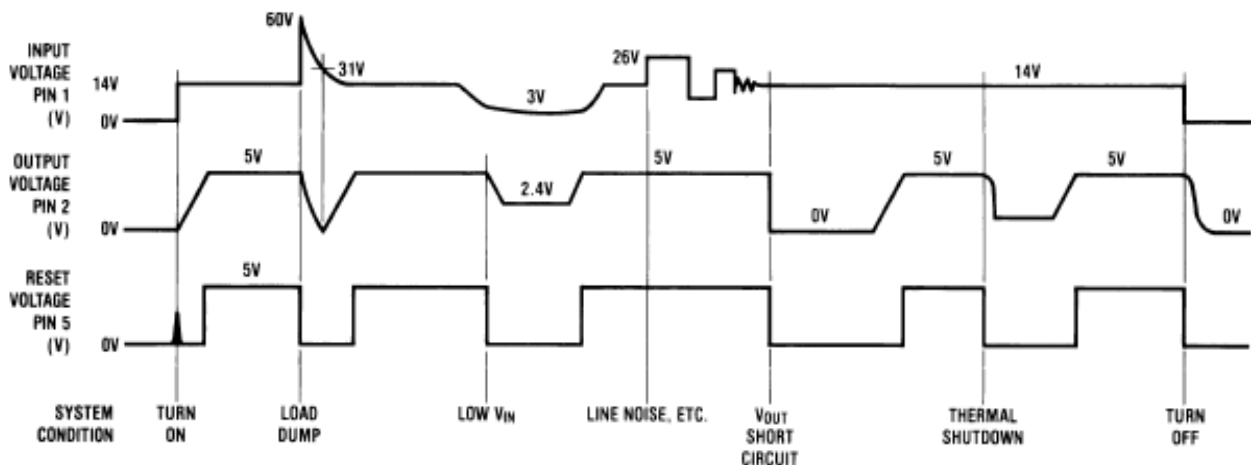 60V
INPUT
VOLTAGE
PIN 1
(V)
14V
0V
31V
3V
26V
14V
OUTPUT
VOLTAGE
PIN 2
(V)
0V
5V
2.4V
5V
0V
5V
5V
0V
RESET
VOLTAGE
PIN 5
(V)
0V
5V
SYSTEM
CONDITION
TURN
ON
LOAD
DUMP
LOW VIN
LINE NOISE, ETC.
VOUT
SHORT
CIRCUIT
THERMAL
SHUTDOWN
TURN
OFF